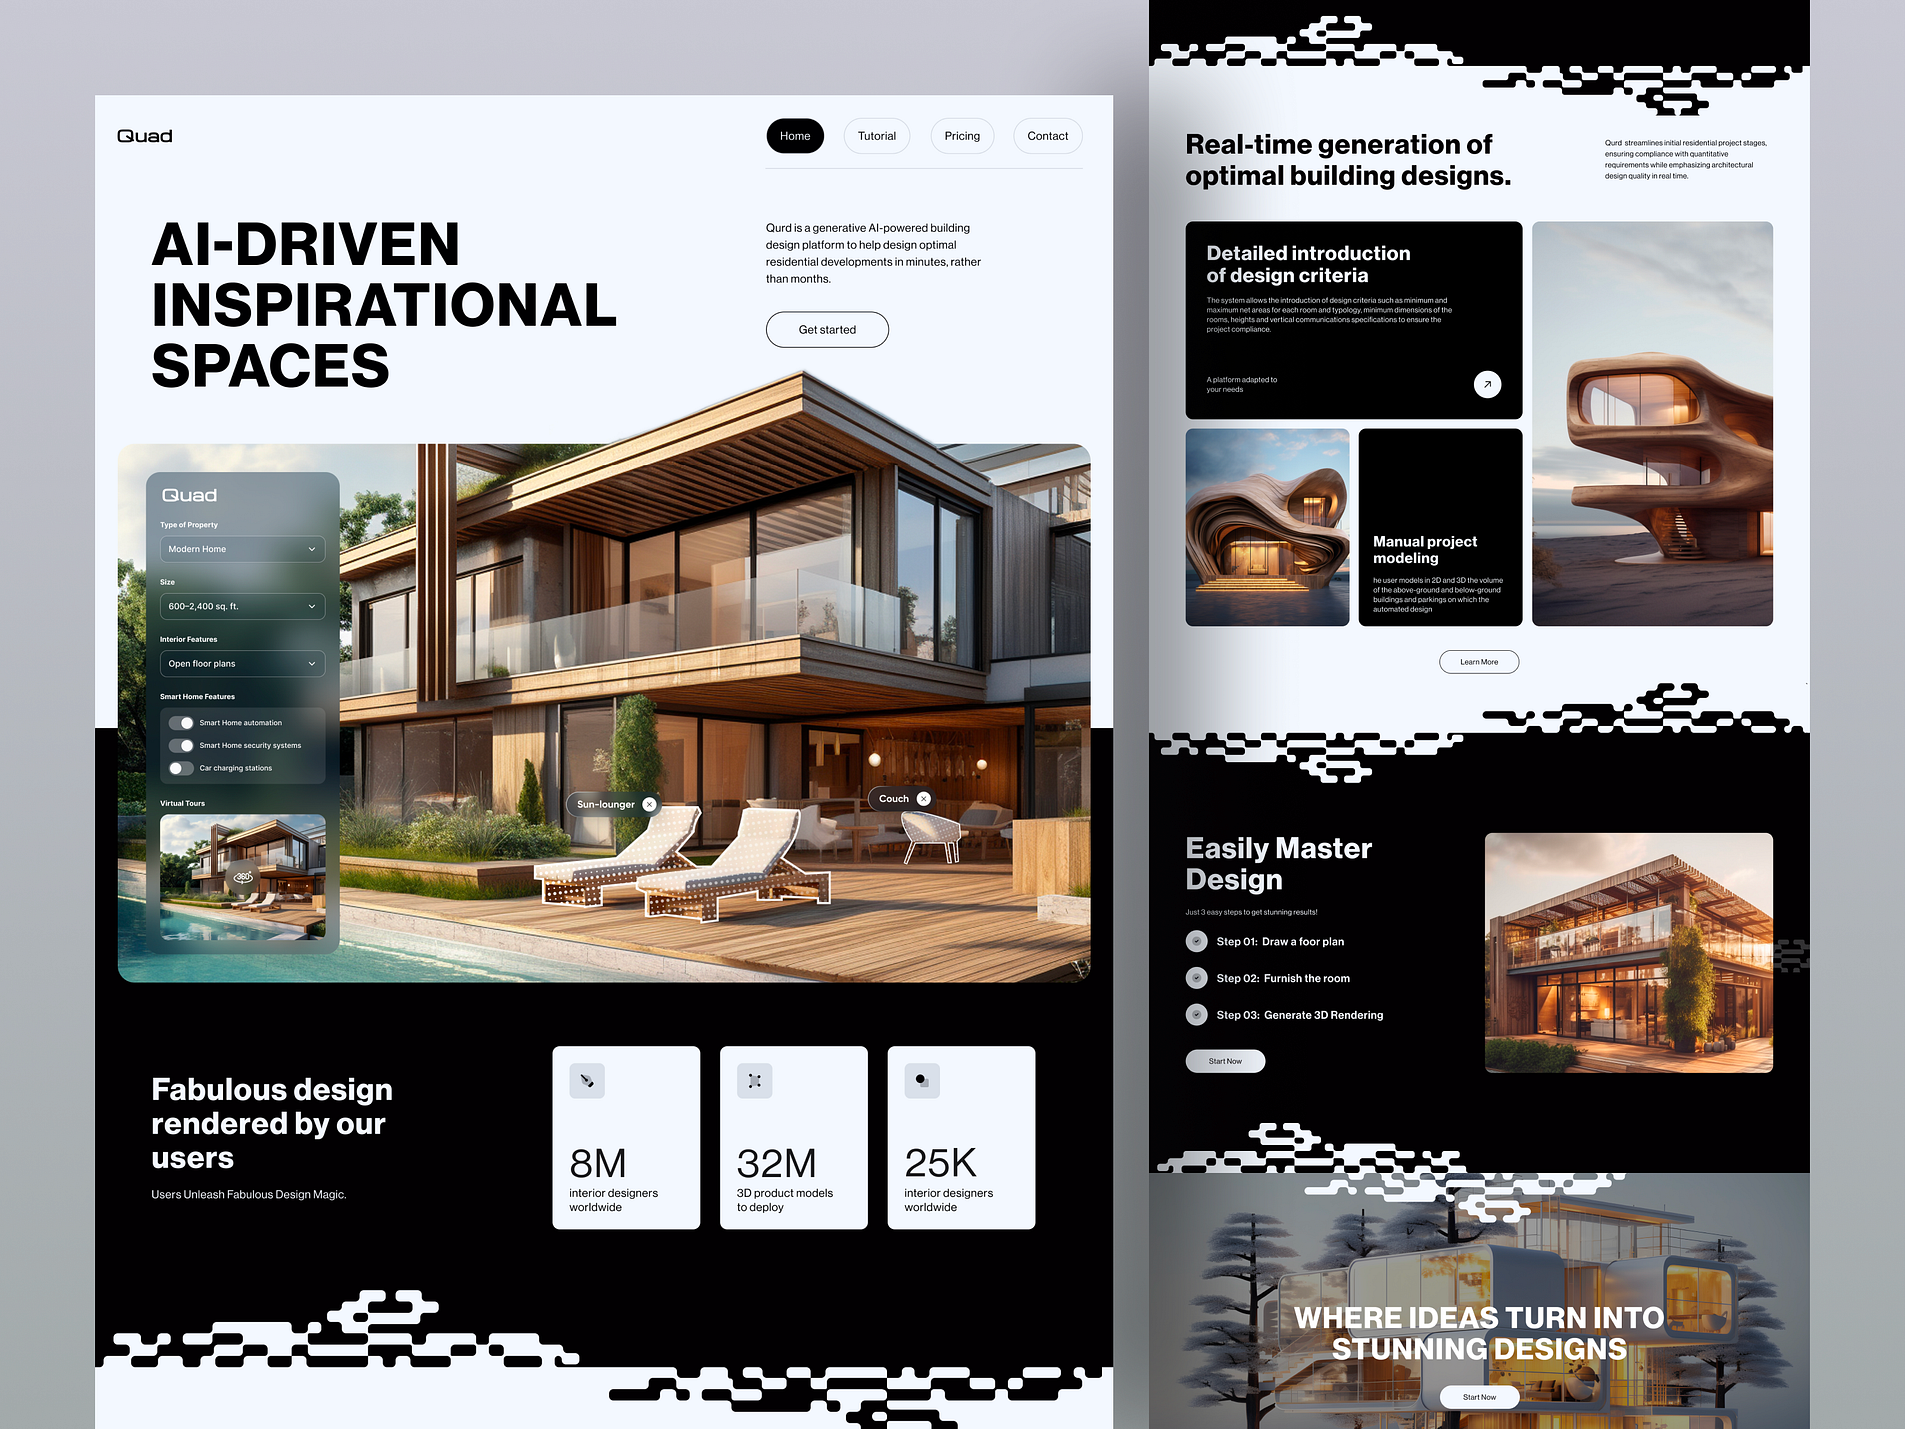 Quad
Home
Tutorial
Pricing
Contact
AI-DRIVEN
INSPIRATIONAL
SPACES
Qurd is a generative AI-powered building
design platform to help design optimal
residential developments in minutes, rather
than months.
Get started
Quad
Type of Property
Modern Home
Size
600–2,400 sq. ft.
Interior Features
Open floor plans
Smart Home Features
Smart Home automation
Smart Home security systems
Car charging stations
Virtual Tours
360°
Sun-lounger
Couch
Fabulous design
rendered by our
users
Users Unleash Fabulous Design Magic.
8M
interior designers
worldwide
32M
3D product models
to deploy
25K
interior designers
worldwide
Real-time generation of
optimal building designs.
Qurd streamlines initial residential project stages,
ensuring compliance with quantitative
requirements while emphasizing architectural
design quality in real time.
Detailed introduction
of design criteria
The system allows the introduction of design criteria such as minimum and
maximum net areas for each room and typology, minimum dimensions of the
rooms, heights and vertical communications specifications to ensure the
project compliance.
A platform adapted to
your needs
Manual project
modeling
he user models in 2D and 3D the volume
of the above-ground and below-ground
buildings and parkings on which the
automated design
Learn More
Easily Master
Design
Just 3 easy steps to get stunning results!
Step 01: Draw a foor plan
Step 02: Furnish the room
Step 03: Generate 3D Rendering
Start Now
WHERE IDEAS TURN INTO
STUNNING DESIGNS
Start Now